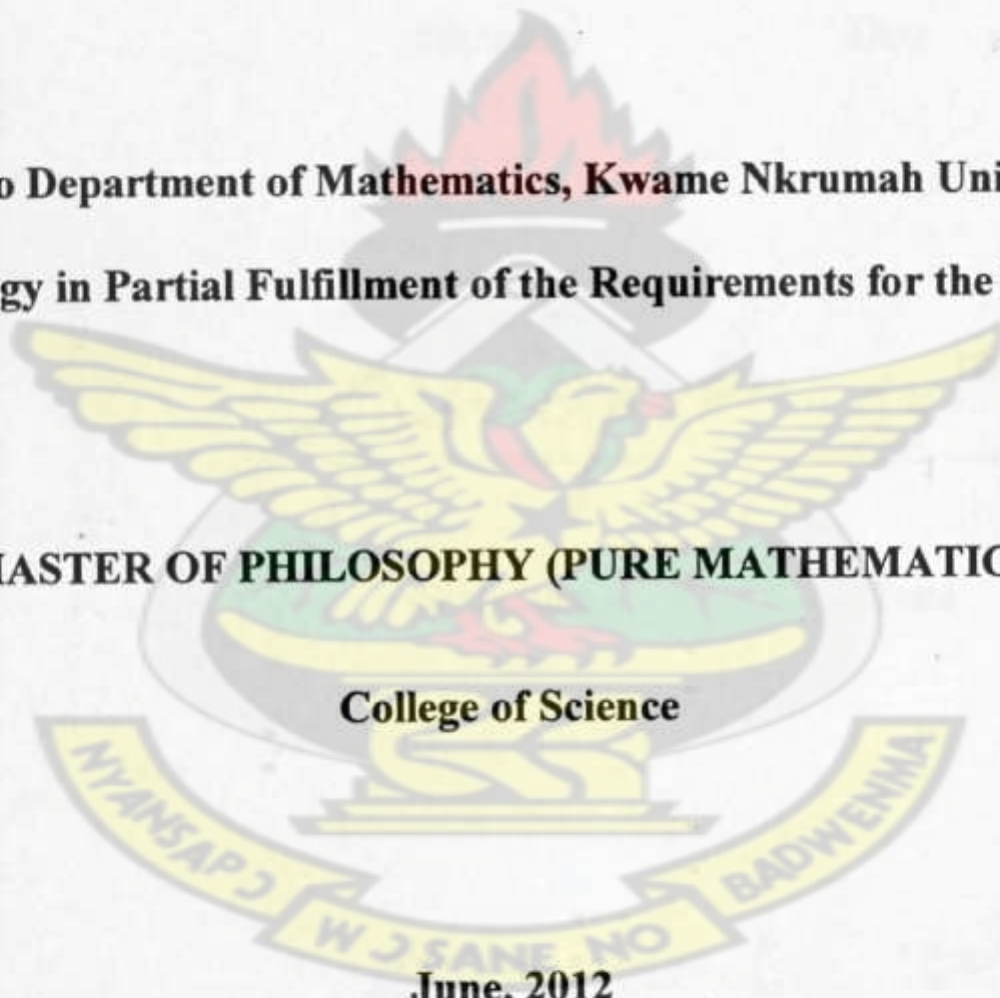 o Department of Mathematics, Kwame Nkrumah Uni
gy in Partial Fulfillment of the Requirements for the
IASTER OF PHILOSOPHY (PURE MATHEMATIC
College of Science
NYANSAPƆ
WƆSANE NO
BADWENMA
June, 2012